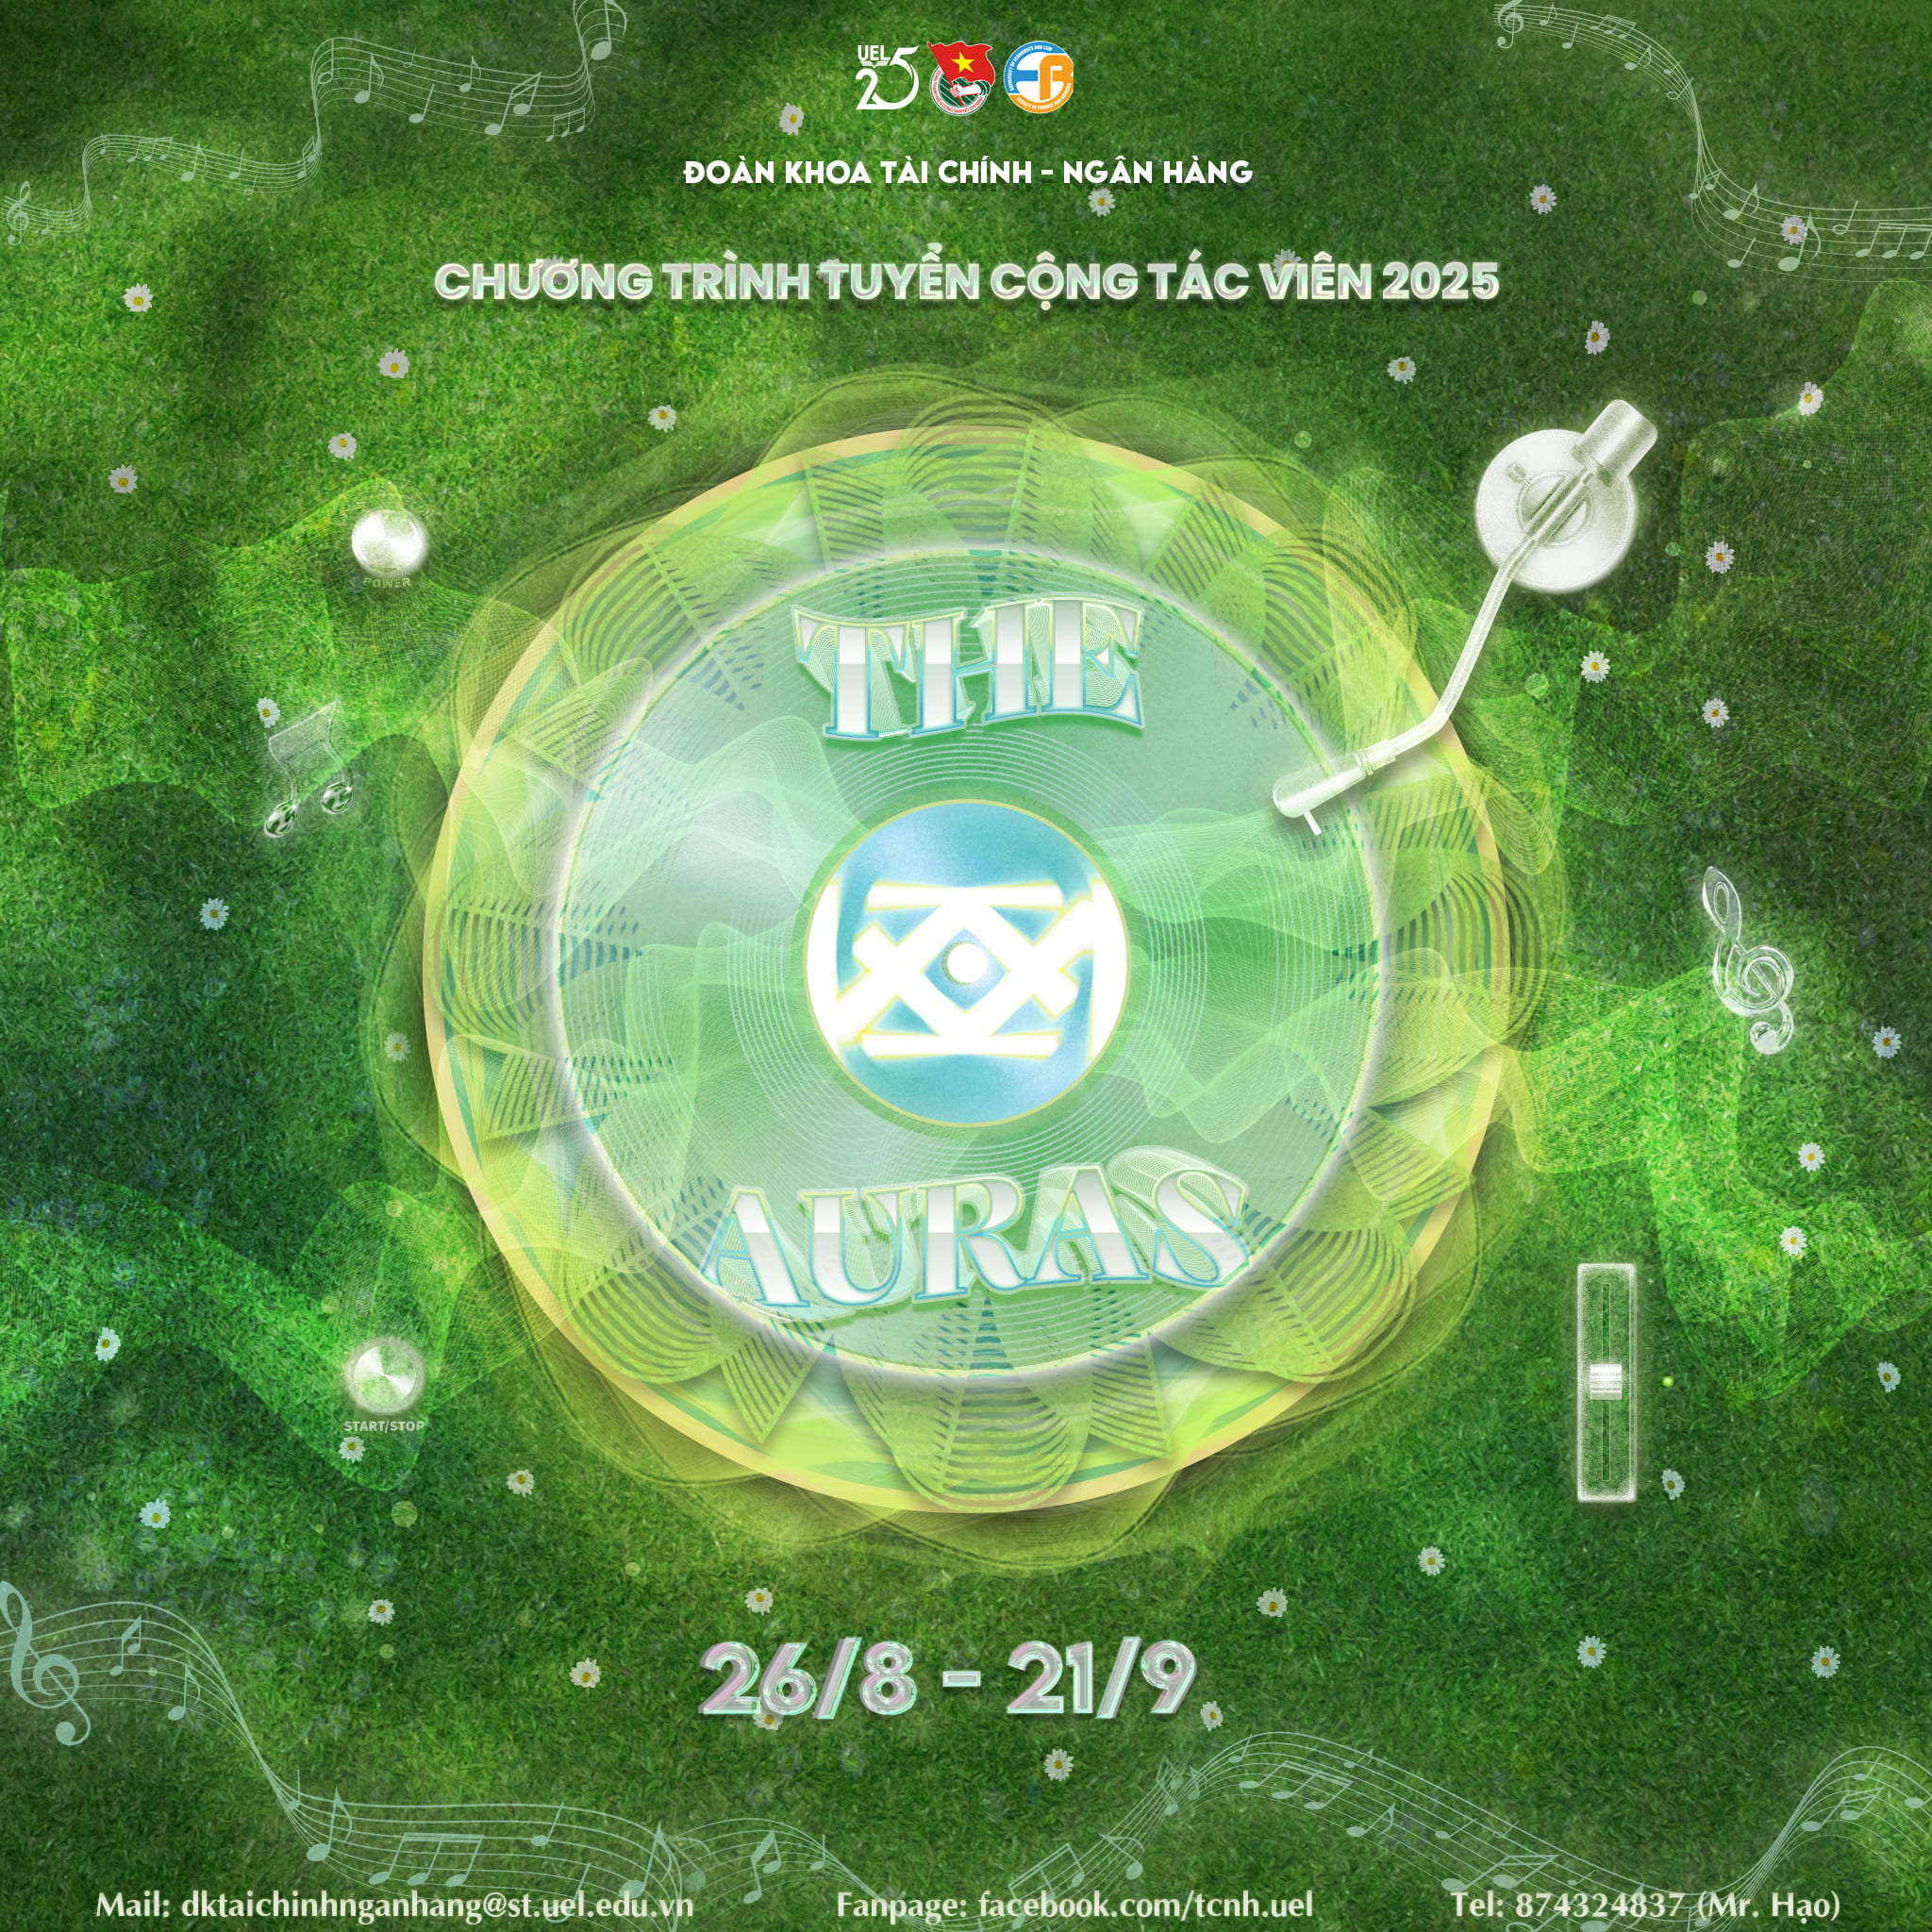 UEL
25
ĐOÀN KHOA TÀI CHÍNH - NGÂN HÀNG
CHƯƠNG TRÌNH TUYỂN CỘNG TÁC VIÊN 2025
POWER
THE
AURAS
START/STOP
26/8 - 21/9
Mail: dktaichinhnganhang@st.uel.edu.vn
Fanpage: facebook.com/tcnh.uel
Tel: 874324837 (Mr. Hao)